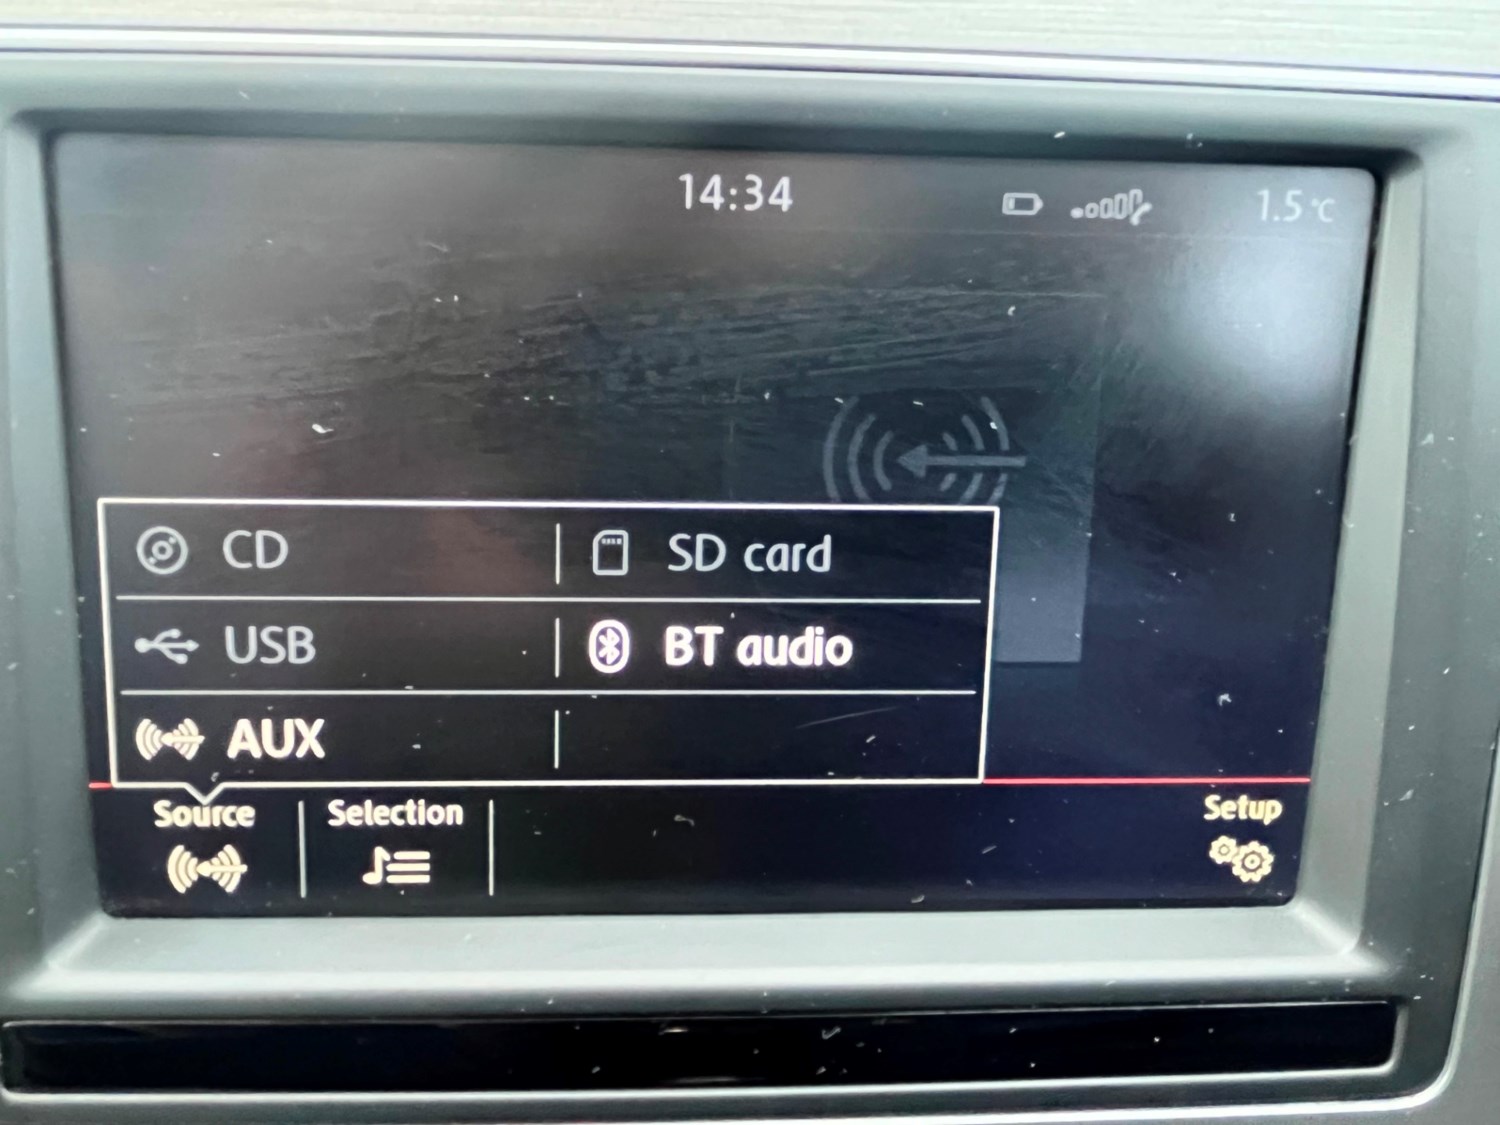 14:34 1.5 °C
CD SD card
USB BT audio
AUX
Source Selection Setup